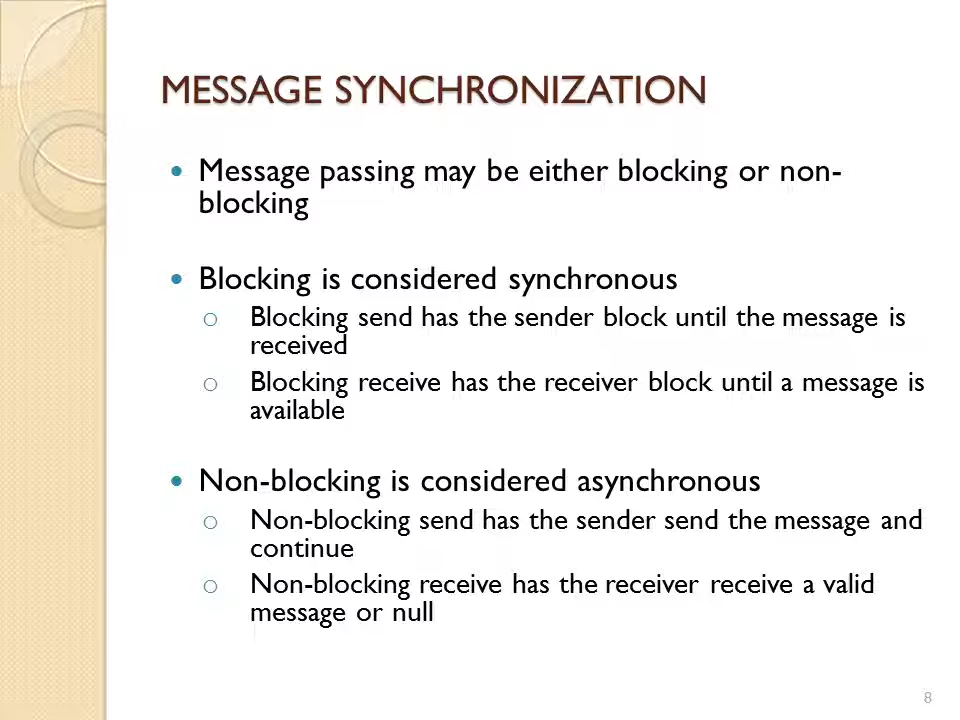 MESSAGE SYNCHRONIZATION
• Message passing may be either blocking or non-
blocking
• Blocking is considered synchronous
o Blocking send has the sender block until the message is
received
o Blocking receive has the receiver block until a message is
available
• Non-blocking is considered asynchronous
o Non-blocking send has the sender send the message and
continue
o Non-blocking receive has the receiver receive a valid
message or null
8